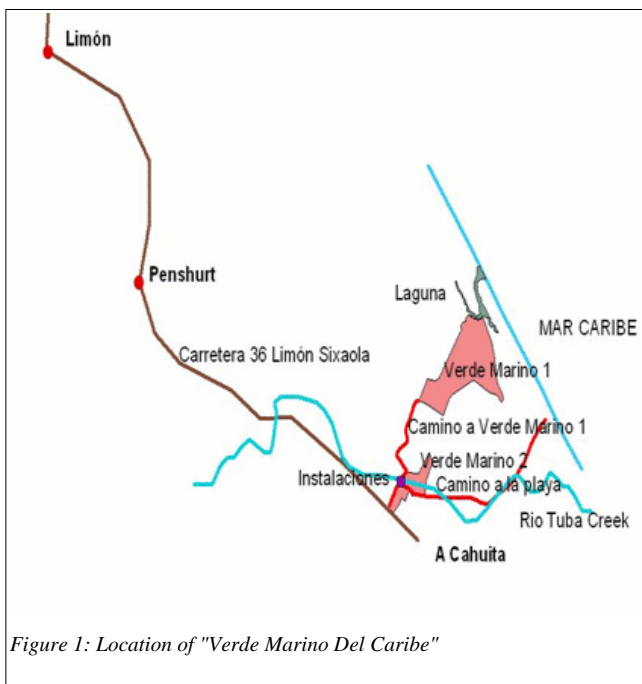 Limón
Penshurt
Laguna
MAR CARIBE
Carretera 36 Limón Sixaola
Verde Marino 1
Camino a Verde Marino 1
Verde Marino 2
Instalaciones
Camino a la playa
Rio Tuba Creek
A Cahuita
Figure 1: Location of "Verde Marino Del Caribe"